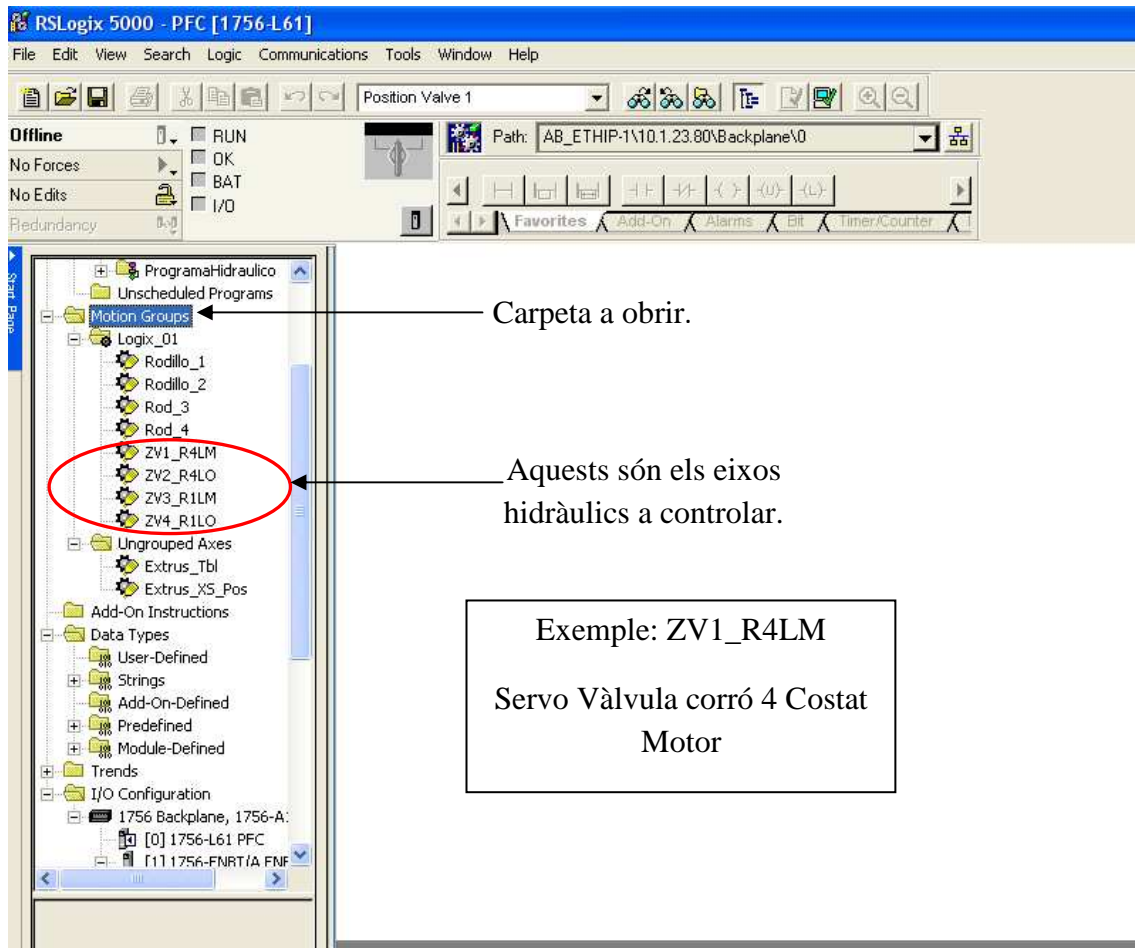 RSLogix 5000 - PFC [1756-L61]
File Edit View Search Logic Communications Tools Window Help
Position Valve 1
Offline
RUN
Path: AB_ETHIP-1\10.1.23.80\Backplane\0
No Forces
OK
No Edits
BAT
I/O
Redundancy
Favorites Add-On Alarms Bit Timer/Counter
Start Page
ProgramaHidraulico
Unscheduled Programs
Motion Groups
Carpeta a obrir.
Logix_01
Rodillo_1
Rodillo_2
Rod_3
Rod_4
ZV1_R4LM
ZV2_R4LO
ZV3_R1LM
ZV4_R1LO
Aquests són els eixos
hidràulics a controlar.
Ungrouped Axes
Extrus_Tbl
Extrus_XS_Pos
Add-On Instructions
Data Types
User-Defined
Strings
Add-On-Defined
Predefined
Module-Defined
Trends
I/O Configuration
1756 Backplane, 1756-A
[0] 1756-L61 PFC
[1] 1756-ENBT/A
Exemple: ZV1_R4LM
Servo Vàlvula corró 4 Costat
Motor